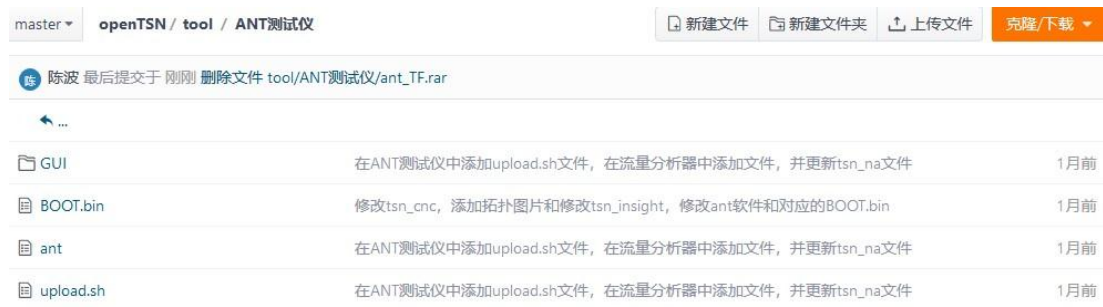 master openTSN / tool / ANT测试仪 新建文件 新建文件夹 上传文件 克隆/下载
陈 陈波 最后提交于 刚刚 删除文件 tool/ANT测试仪/ant_TF.rar
...
GUI 在ANT测试仪中添加upload.sh文件，在流量分析器中添加文件，并更新tsn_na文件 1月前
BOOT.bin 修改tsn_cnc，添加拓扑图片和修改tsn_insight，修改ant软件和对应的BOOT.bin 1月前
ant 在ANT测试仪中添加upload.sh文件，在流量分析器中添加文件，并更新tsn_na文件 1月前
upload.sh 在ANT测试仪中添加upload.sh文件，在流量分析器中添加文件，并更新tsn_na文件 1月前